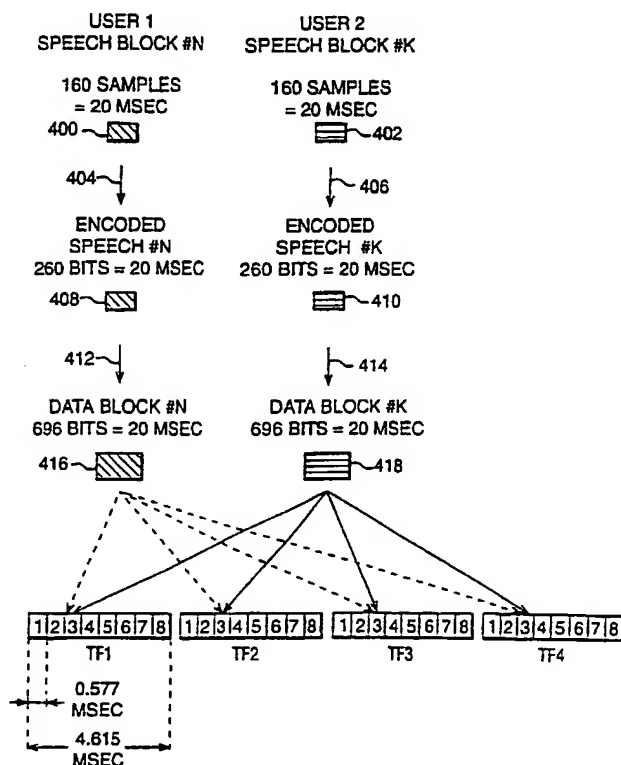 USER 1
SPEECH BLOCK #N
USER 2
SPEECH BLOCK #K
160 SAMPLES
= 20 MSEC
160 SAMPLES
= 20 MSEC
400
402
404
406
ENCODED
SPEECH #N
260 BITS = 20 MSEC
ENCODED
SPEECH #K
260 BITS = 20 MSEC
408
410
412
414
DATA BLOCK #N
696 BITS = 20 MSEC
DATA BLOCK #K
696 BITS = 20 MSEC
416
418
1 2 3 4 5 6 7 8
1 2 3 4 5 6 7 8
1 2 3 4 5 6 7 8
1 2 3 4 5 6 7 8
TF1
TF2
TF3
TF4
0.577
MSEC
4.615
MSEC